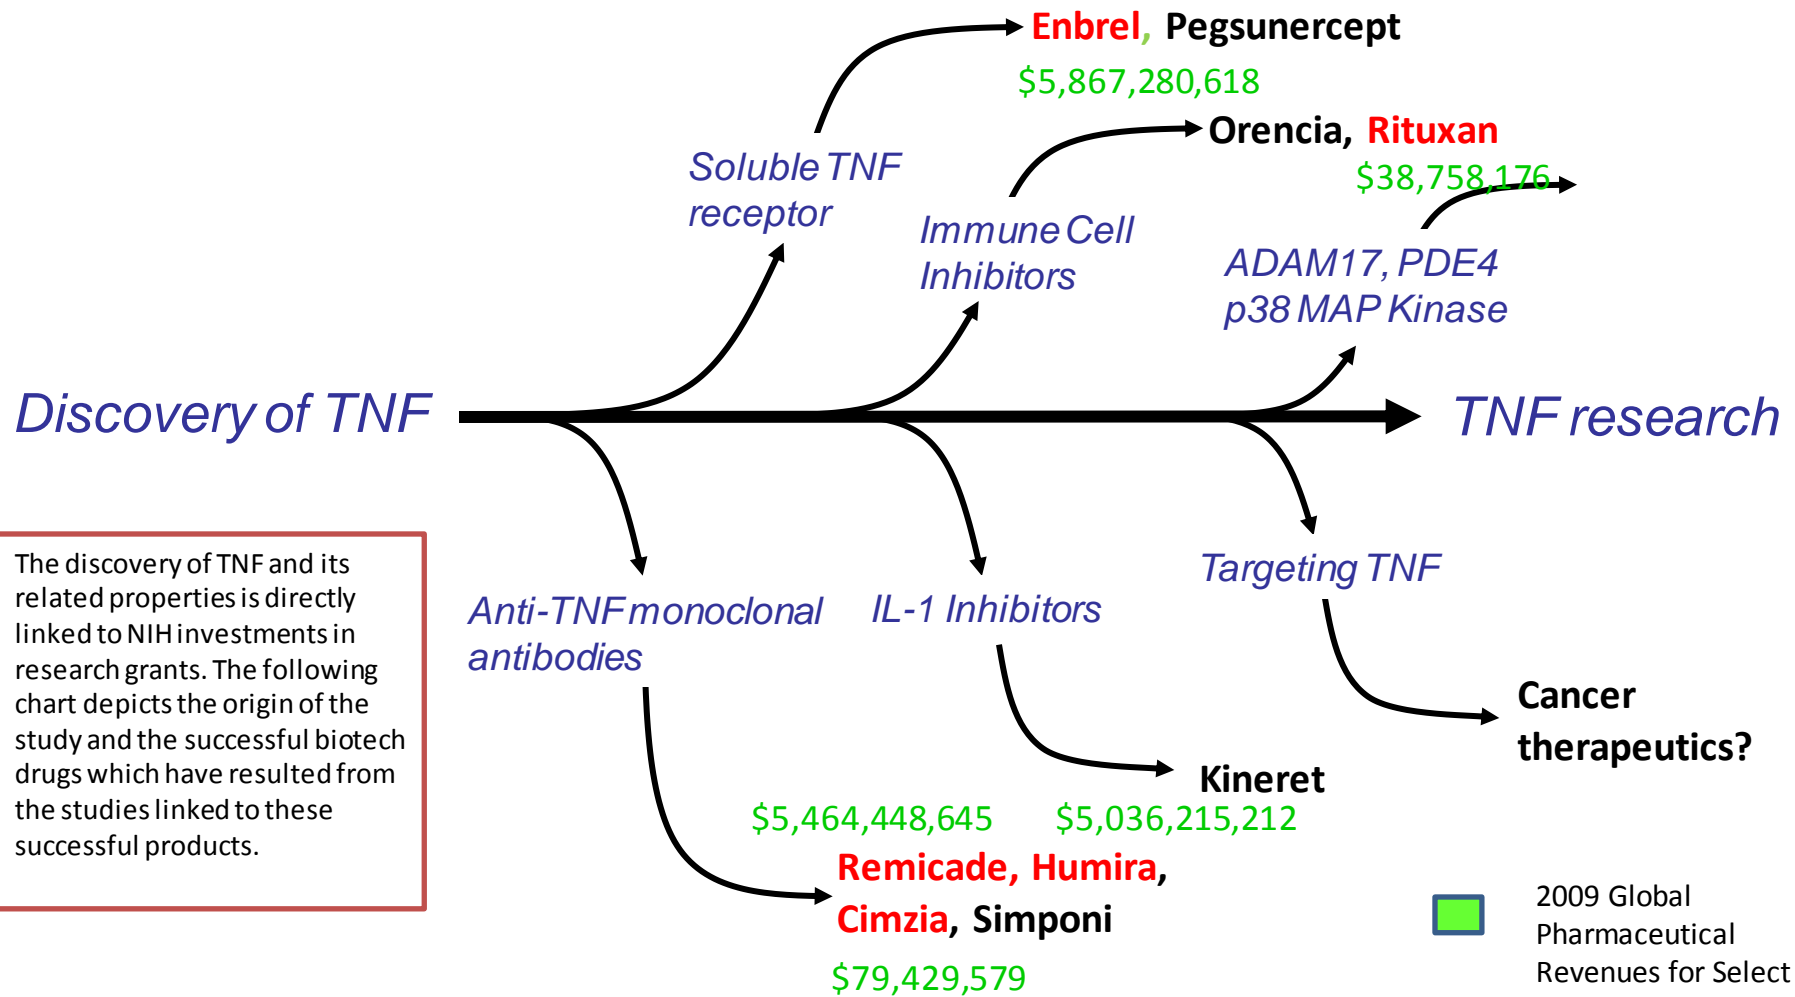 Enbrel, Pegsunercept
$5,867,280,618
Orencia, Rituxan
$38,758,176
Soluble TNF
receptor
Immune Cell
Inhibitors
ADAM17, PDE4
p38 MAP Kinase
Discovery of TNF
TNF research
The discovery of TNF and its
related properties is directly
linked to NIH investments in
research grants. The following
chart depicts the origin of the
study and the successful biotech
drugs which have resulted from
the studies linked to these
successful products.
Anti-TNF monoclonal
antibodies
IL-1 Inhibitors
Targeting TNF
Cancer
therapeutics?
Kineret
$5,464,448,645
$5,036,215,212
Remicade, Humira,
Cimzia, Simponi
$79,429,579
2009 Global
Pharmaceutical
Revenues for Select